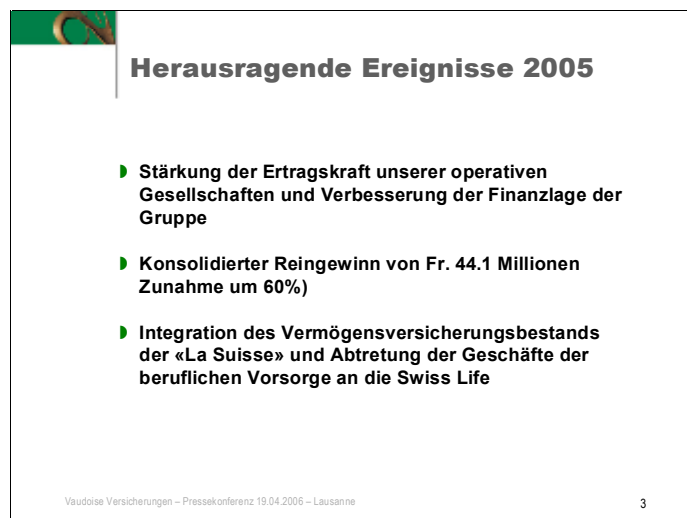 Herausragende Ereignisse 2005
Stärkung der Ertragskraft unserer operativen
Gesellschaften und Verbesserung der Finanzlage der
Gruppe
Konsolidierter Reingewinn von Fr. 44.1 Millionen
Zunahme um 60%)
Integration des Vermögensversicherungsbestands
der «La Suisse» und Abtretung der Geschäfte der
beruflichen Vorsorge an die Swiss Life
Vaudoise Versicherungen – Pressekonferenz 19.04.2006 – Lausanne
3